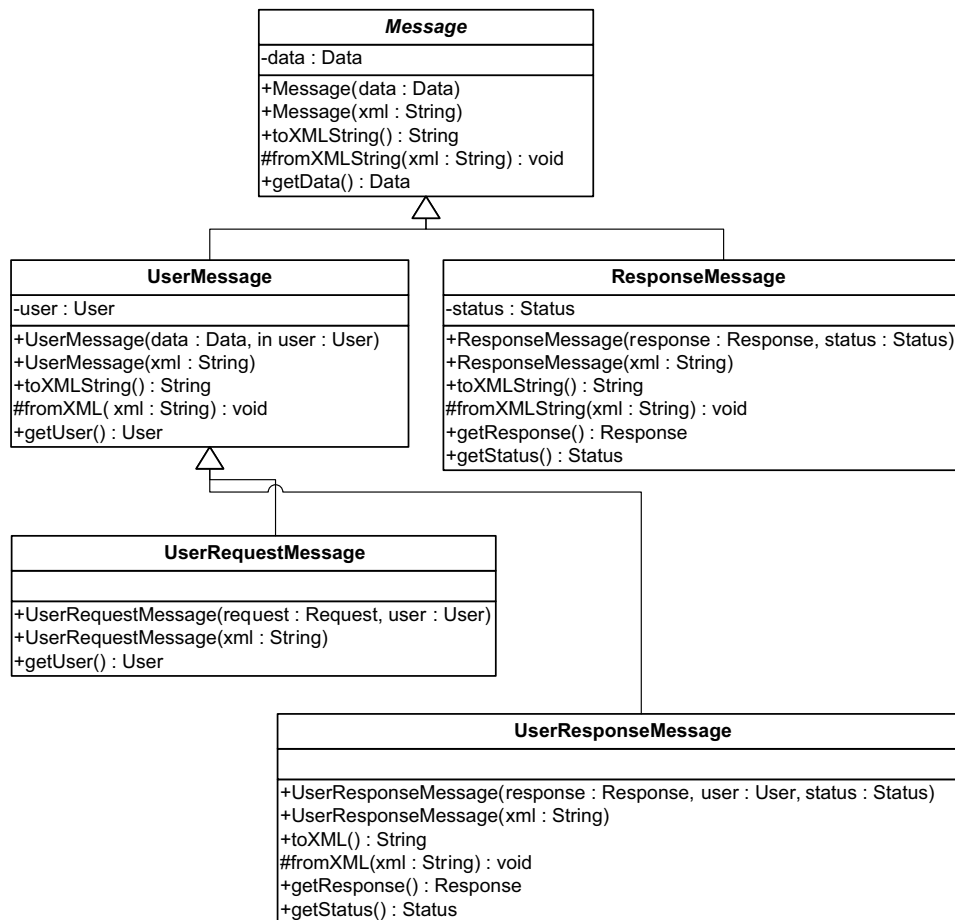 Message
-data : Data
+Message(data : Data)
+Message(xml : String)
+toXMLString() : String
#fromXMLString(xml : String) : void
+getData() : Data
UserMessage
-user : User
+UserMessage(data : Data, in user : User)
+UserMessage(xml : String)
+toXMLString() : String
#fromXML( xml : String) : void
+getUser() : User
ResponseMessage
-status : Status
+ResponseMessage(response : Response, status : Status)
+ResponseMessage(xml : String)
+toXMLString() : String
#fromXMLString(xml : String) : void
+getResponse() : Response
+getStatus() : Status
UserRequestMessage
+UserRequestMessage(request : Request, user : User)
+UserRequestMessage(xml : String)
+getUser() : User
UserResponseMessage
+UserResponseMessage(response : Response, user : User, status : Status)
+UserResponseMessage(xml : String)
+toXML() : String
#fromXML(xml : String) : void
+getResponse() : Response
+getStatus() : Status